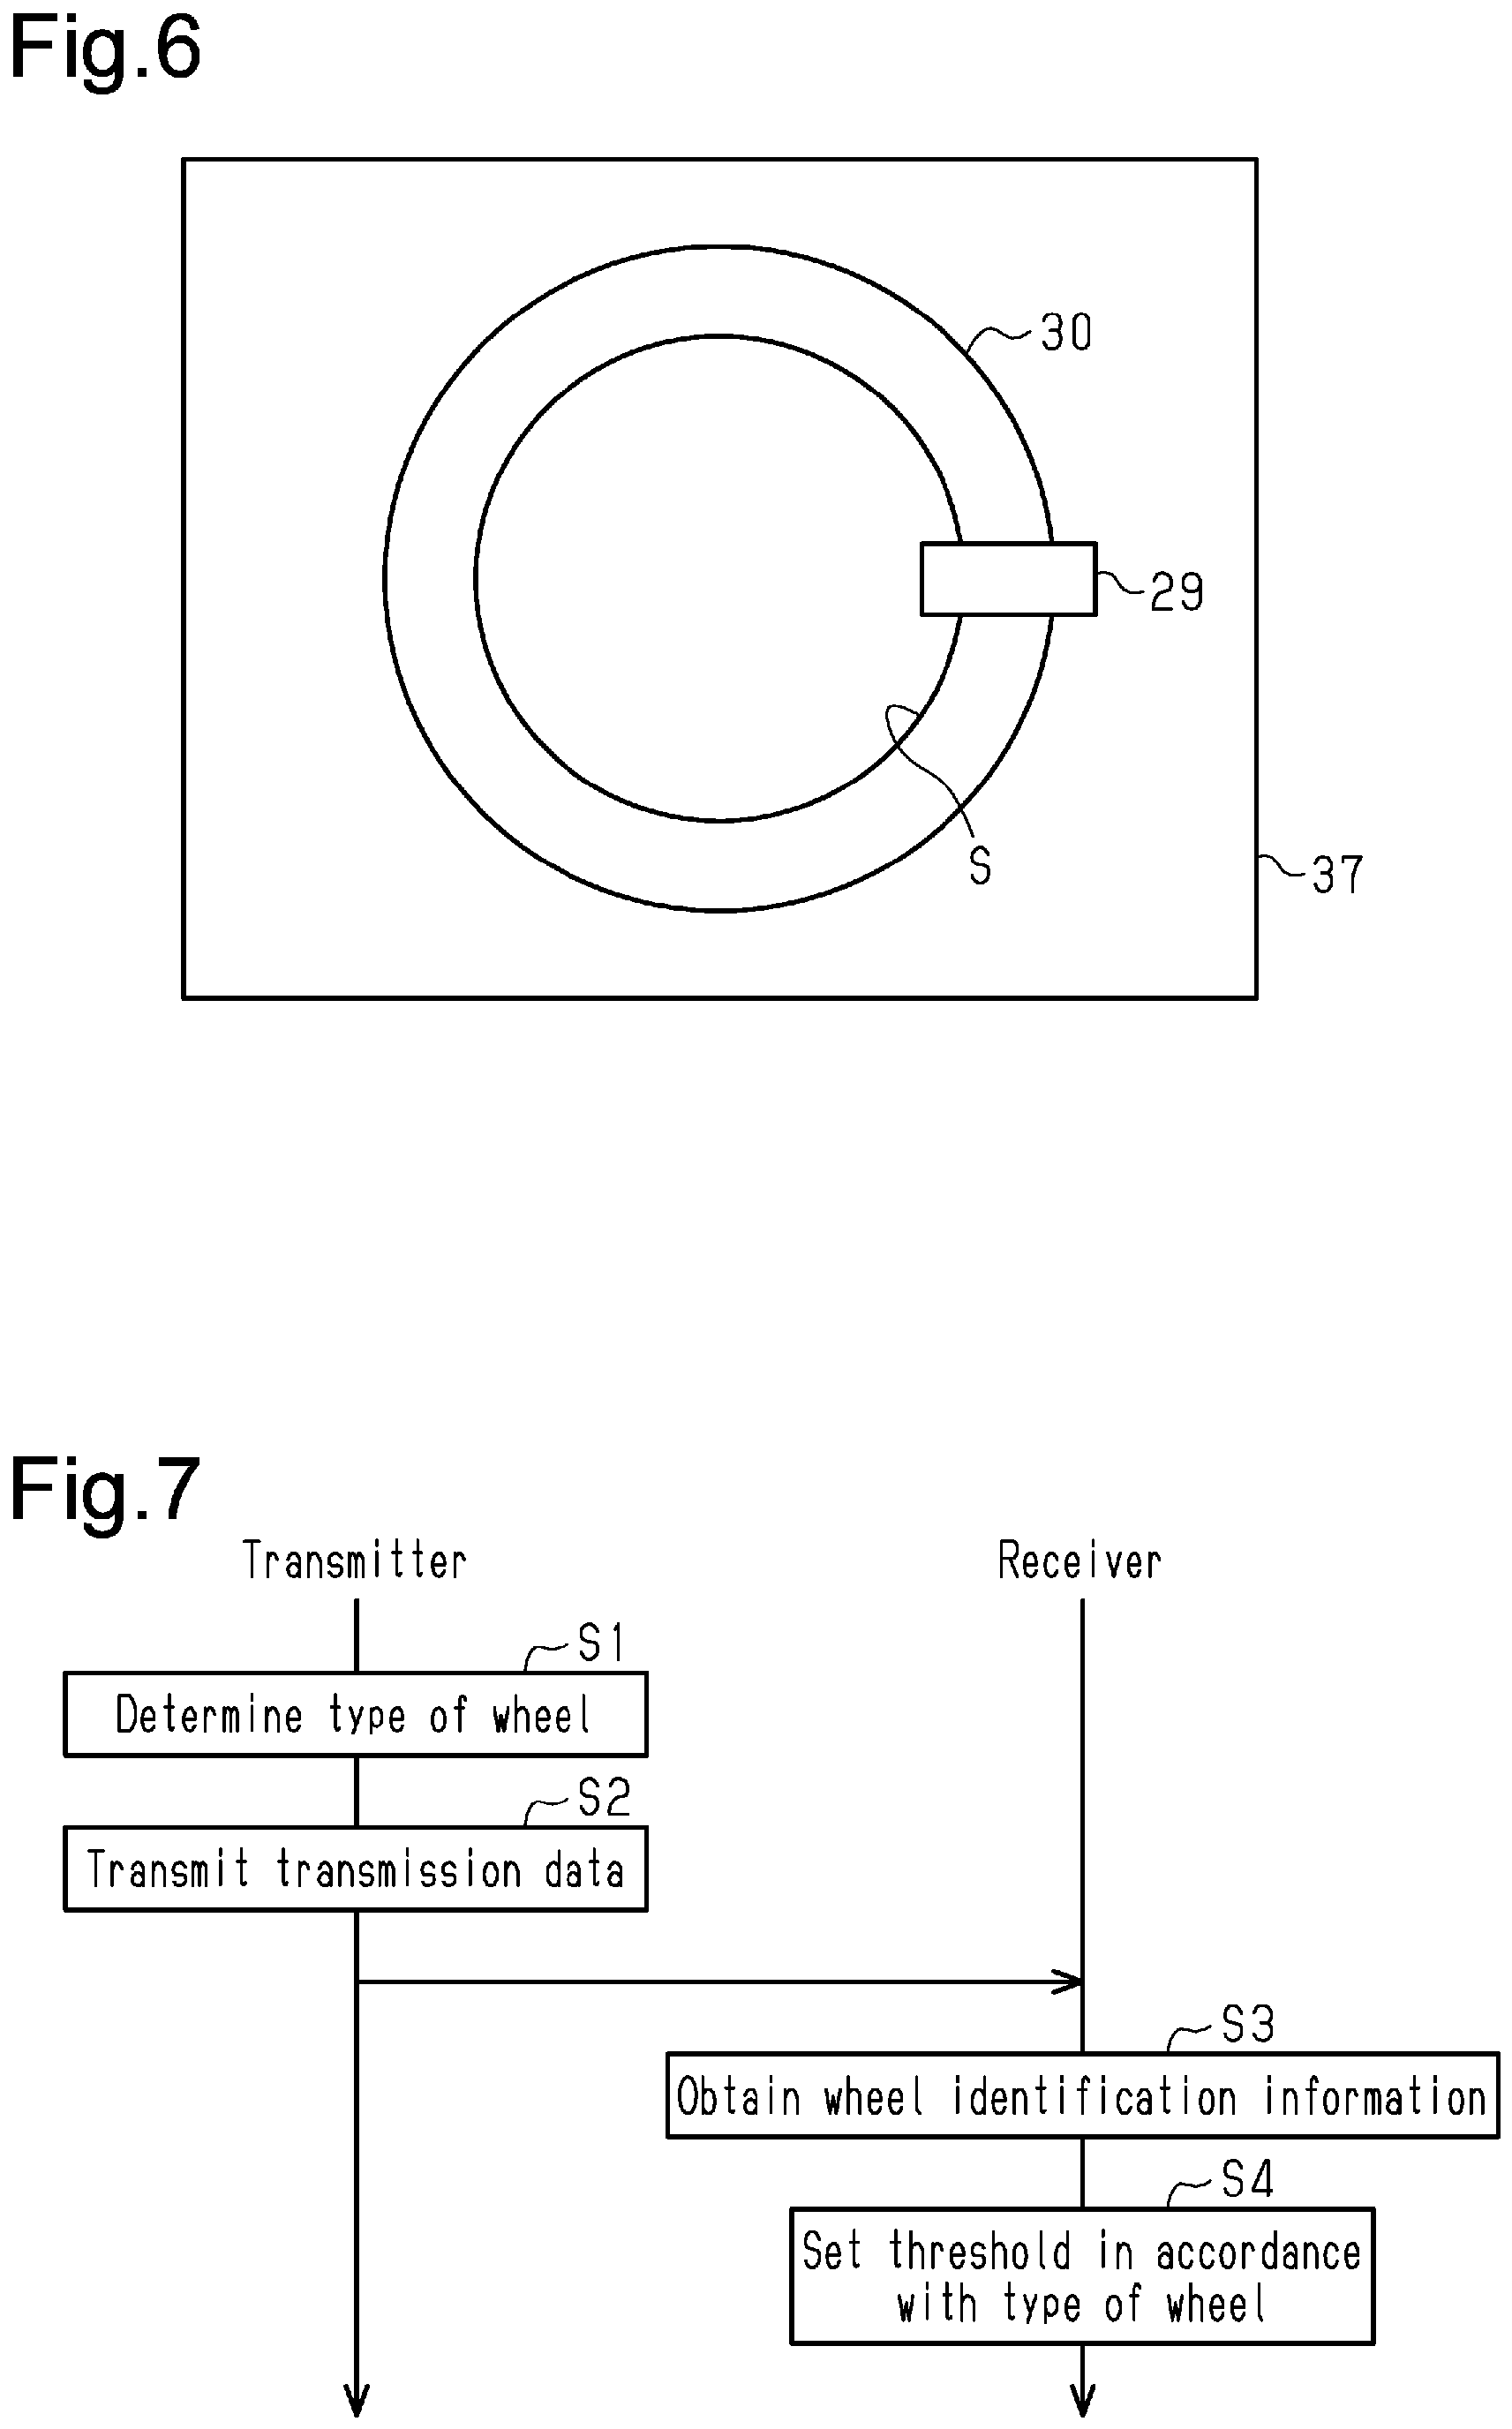 Fig.6
30
29
S
37
Fig.7
Transmitter
Receiver
S1
Determine type of wheel
S2
Transmit transmission data
S3
Obtain wheel identification information
S4
Set threshold in accordance
with type of wheel